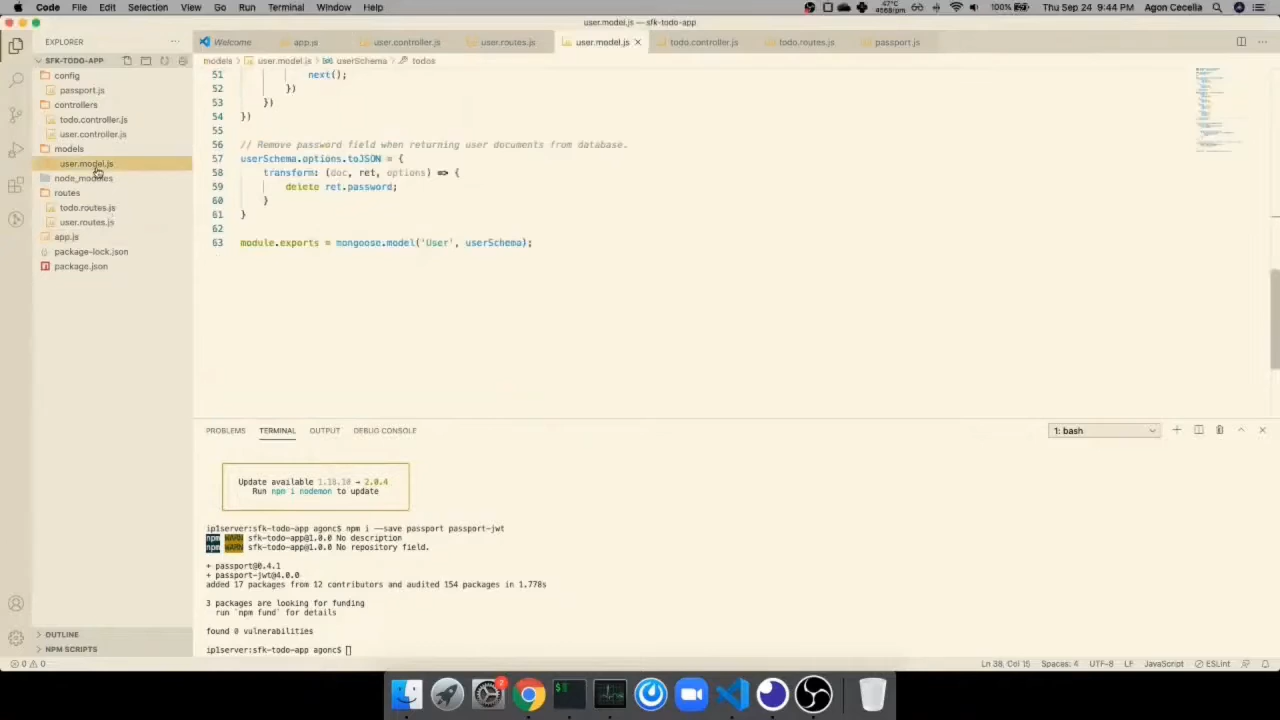 Code File Edit Selection View Go Run Terminal Window Help
47°C
100%
Thu Sep 24 9:44 PM Agon Cecelia
user.model.js — sfk-todo-app
EXPLORER
Welcome
app.js
user.controller.js
user.routes.js
user.model.js
todo.controller.js
todo.routes.js
passport.js
SFK-TODO-APP
models > user.model.js > userSchema > todos
config
passport.js
controllers
todo.controller.js
user.controller.js
models
user.model.js
node_modules
routes
todo.routes.js
user.routes.js
app.js
package-lock.json
package.json
51 next();
52 })
53 })
54 })
55
56 // Remove password field when returning user documents from database.
57 userSchema.options.toJSON = {
58 transform: (doc, ret, options) => {
59 delete ret.password;
60 }
61 }
62
63 module.exports = mongoose.model('User', userSchema);
PROBLEMS TERMINAL OUTPUT DEBUG CONSOLE
1: bash
Update available 1.18.10 → 2.0.4
Run npm i nodemon to update
ip1server:sfk-todo-app agonc$ npm i --save passport passport-jwt
npm WARN sfk-todo-app@1.0.0 No description
npm WARN sfk-todo-app@1.0.0 No repository field.
+ passport@0.4.1
+ passport-jwt@4.0.0
added 17 packages from 12 contributors and audited 154 packages in 1.778s
3 packages are looking for funding
run `npm fund` for details
found 0 vulnerabilities
ip1server:sfk-todo-app agonc$
OUTLINE
NPM SCRIPTS
0 0
Ln 38, Col 15 Spaces: 4 UTF-8 LF JavaScript ESLint
2